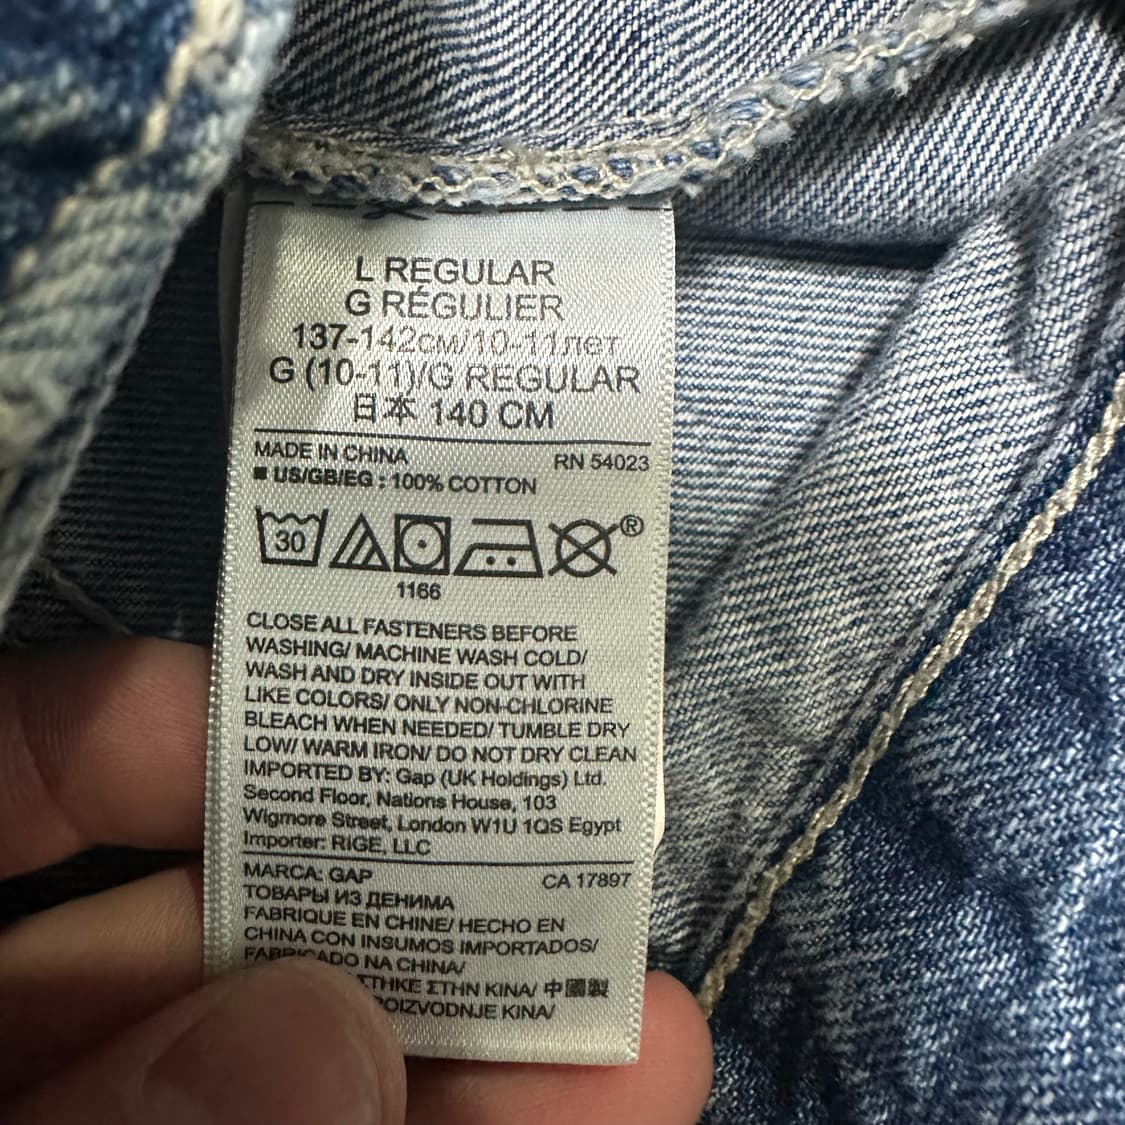 L REGULAR
G RÉGULIER
137-142см/10-11лет
G (10-11)/G REGULAR
日本 140 CM
MADE IN CHINA
RN 54023
US/GB/EG : 100% COTTON
30
®
1166
CLOSE ALL FASTENERS BEFORE
WASHING/ MACHINE WASH COLD/
WASH AND DRY INSIDE OUT WITH
LIKE COLORS/ ONLY NON-CHLORINE
BLEACH WHEN NEEDED/ TUMBLE DRY
LOW/ WARM IRON/ DO NOT DRY CLEAN
IMPORTED BY: Gap (UK Holdings) Ltd.
Second Floor, Nations House, 103
Wigmore Street, London W1U 1QS Egypt
Importer: RIGE, LLC
MARCA: GAP
CA 17897
ТОВАРЫ ИЗ ДЕНИМА
FABRIQUE EN CHINE/ HECHO EN
CHINA CON INSUMOS IMPORTADOS/
FABRICADO NA CHINA/
ΣΤΗΝ ΚΙΝΑ/ 中國製
KINA/